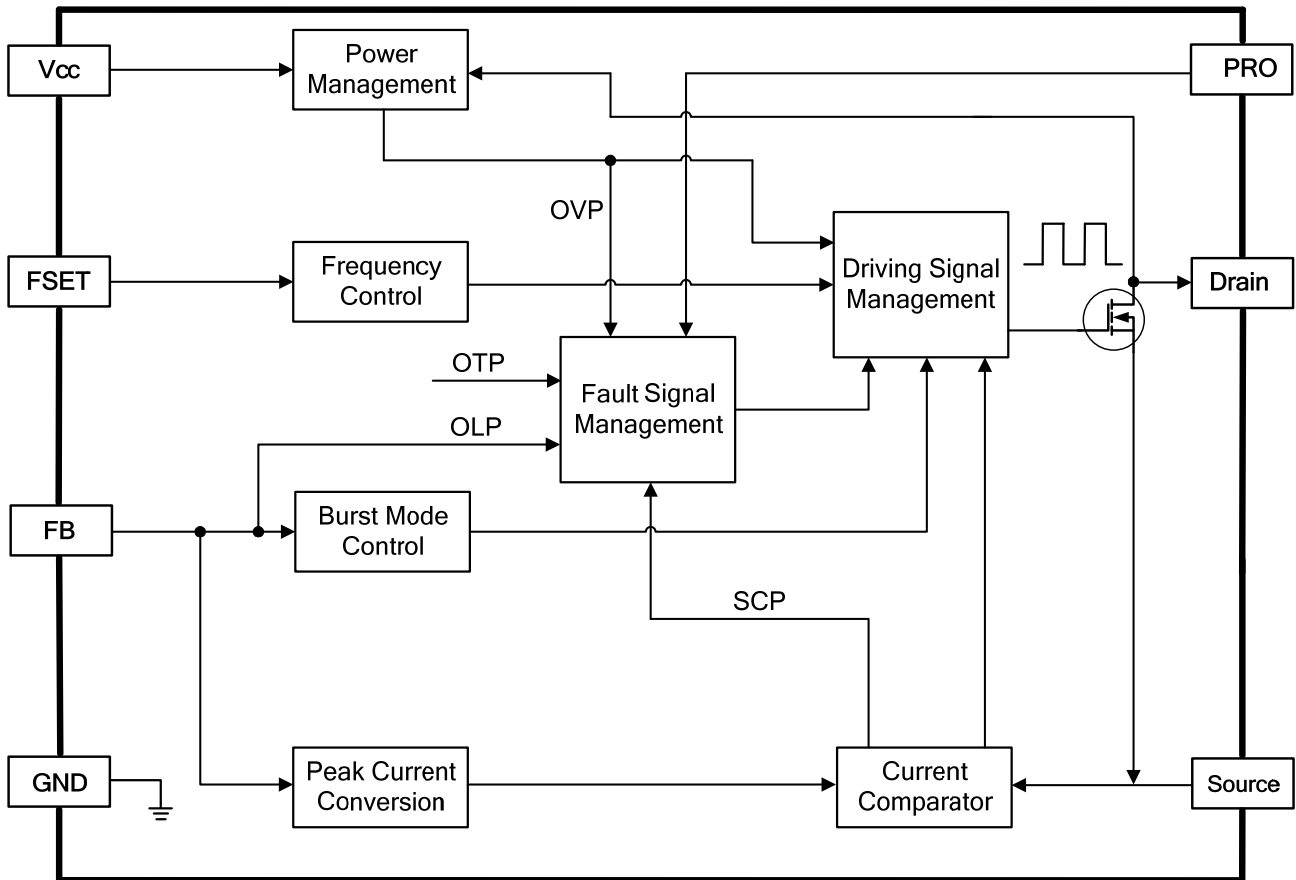 Vcc
Power
Management
PRO
OVP
FSET
Frequency
Control
Driving Signal
Management
Drain
OTP
Fault Signal
Management
OLP
FB
Burst Mode
Control
SCP
GND
Peak Current
Conversion
Current
Comparator
Source